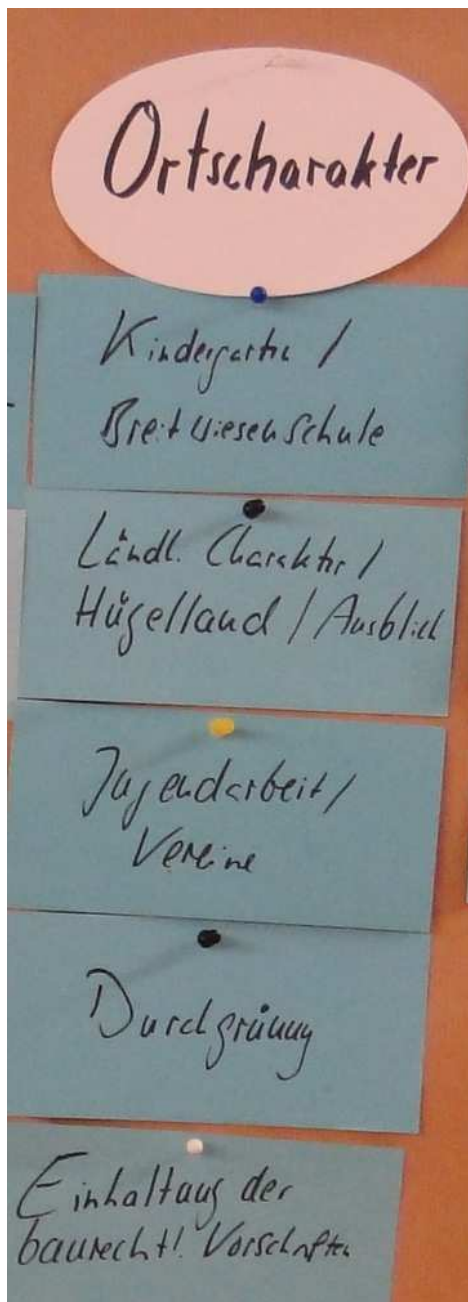 Ortscharakter
Kindergarten /
Breitwiesenschule
Ländl. Charakter /
Hügelland / Ausblick
Jugendarbeit /
Vereine
Durchgrünung
Einhaltung der
baurechtl. Vorschriften